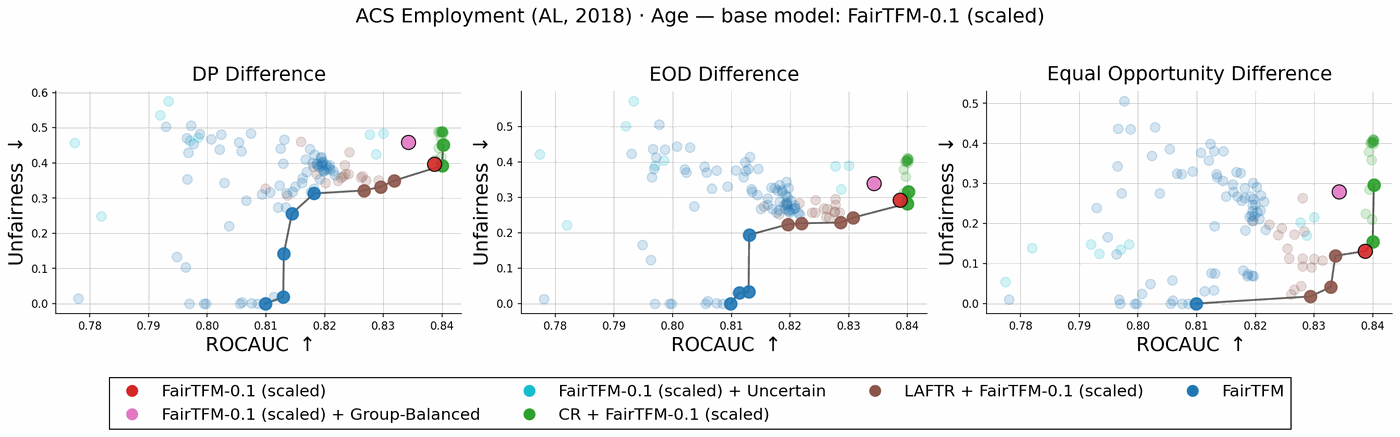 ACS Employment (AL, 2018) · Age — base model: FairTFM-0.1 (scaled)
DP Difference
Unfairness ↓
0.6
0.5
0.4
0.3
0.2
0.1
0.0
0.78 0.79 0.80 0.81 0.82 0.83 0.84
ROCAUC ↑
EOD Difference
Unfairness ↓
0.5
0.4
0.3
0.2
0.1
0.0
0.78 0.79 0.80 0.81 0.82 0.83 0.84
ROCAUC ↑
Equal Opportunity Difference
Unfairness ↓
0.5
0.4
0.3
0.2
0.1
0.0
0.78 0.79 0.80 0.81 0.82 0.83 0.84
ROCAUC ↑
FairTFM-0.1 (scaled)
FairTFM-0.1 (scaled) + Group-Balanced
FairTFM-0.1 (scaled) + Uncertain
CR + FairTFM-0.1 (scaled)
LAFTR + FairTFM-0.1 (scaled)
FairTFM